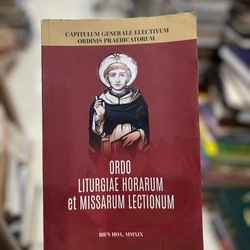 CAPITULUM GENERALE ELECTIVUM
ORDINIS PRAEDICATORUM
ORDO
LITURGIAE HORARUM
et MISSARUM LECTIONUM
BIEN HOA, MMXIX